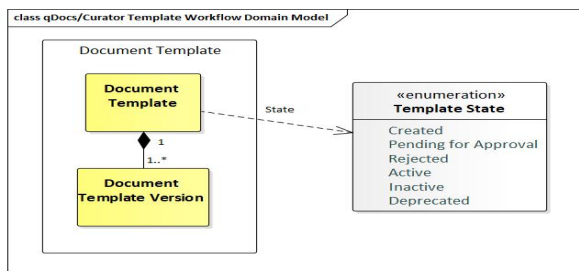 class qDocs/Curator Template Workflow Domain Model
Document Template
Document
Template
State
1
1..*
Document
Template Version
«enumeration»
Template State
Created
Pending for Approval
Rejected
Active
Inactive
Deprecated